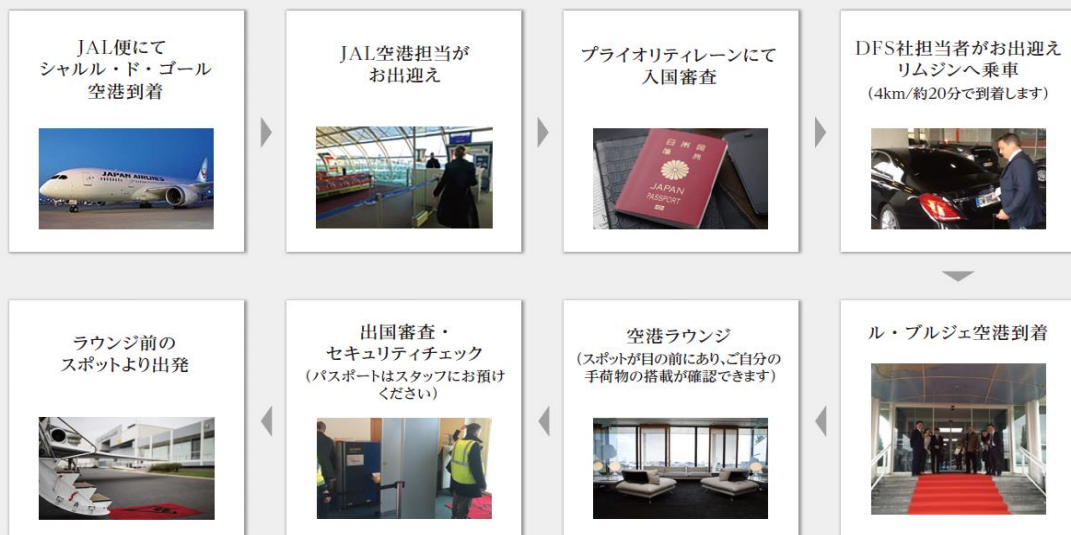 JAL便にて
シャルル・ド・ゴール
空港到着
JAPAN AIRLINES
JAL空港担当が
お出迎え
プライオリティレーンにて
入国審査
日本国
旅券
JAPAN
PASSPORT
DFS社担当者がお出迎え
リムジンへ乗車
（4km/約20分で到着します）
ル・ブルジェ空港到着
空港ラウンジ
（スポットが目の前にあり、ご自分の
手荷物の搭載が確認できます）
出国審査・
セキュリティチェック
（パスポートはスタッフにお預け
ください）
ラウンジ前の
スポットより出発